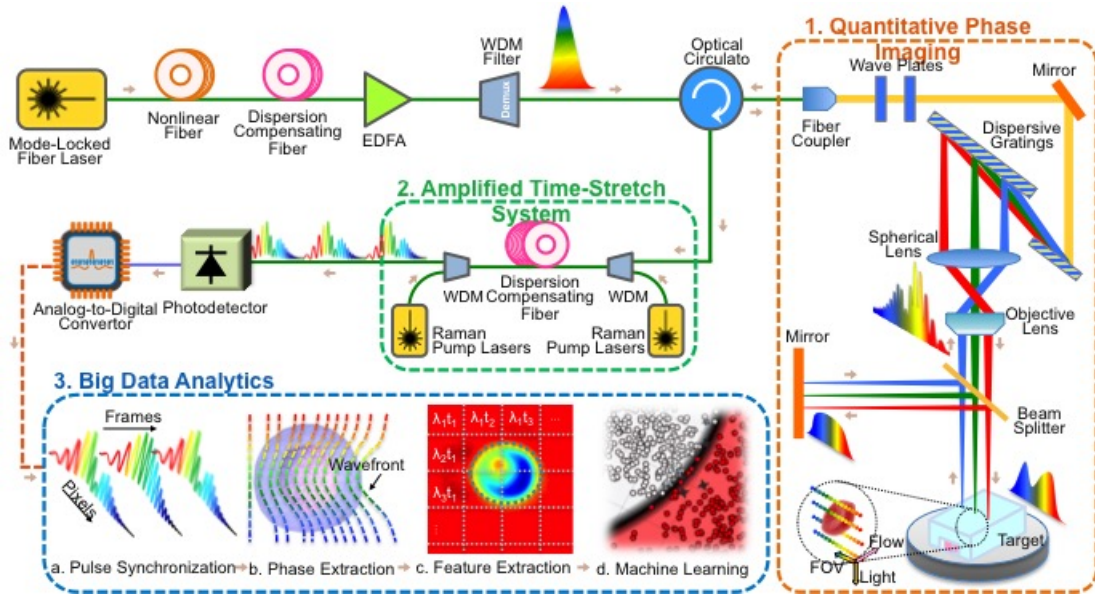 1. Quantitative Phase
Imaging
WDM
Filter
Optical
Circulato
Wave Plates
Mirror
Demux
Mode-Locked
Fiber Laser
Nonlinear
Fiber
Dispersion
Compensating
Fiber
EDFA
Fiber
Coupler
Dispersive
Gratings
2. Amplified Time-Stretch
System
Spherical
Lens
Analog-to-Digital
Convertor
Photodetector
WDM
Dispersion
Compensating
Fiber
WDM
Raman
Pump Lasers
Raman
Pump Lasers
Objective
Lens
Mirror
Beam
Splitter
3. Big Data Analytics
Frames
Pixels
Wavefront
λ1t1 λ1t2 λ1t3 ...
λ2t1
λ3t1
⋮
Flow
FOV
Light
Target
a. Pulse Synchronization
b. Phase Extraction
c. Feature Extraction
d. Machine Learning